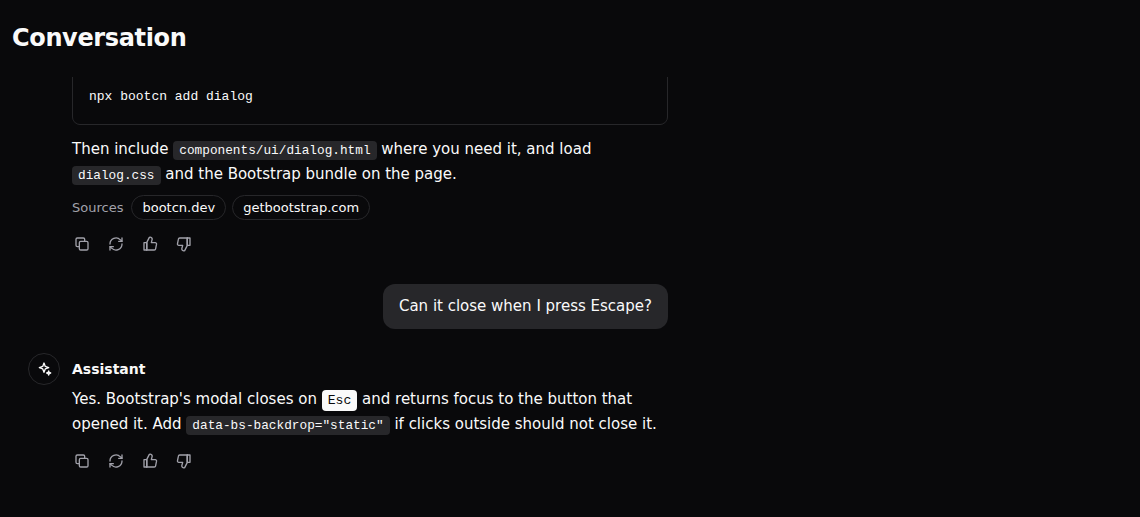 Conversation
npx bootcn add dialog
Then include components/ui/dialog.html where you need it, and load
dialog.css and the Bootstrap bundle on the page.
Sources bootcn.dev getbootstrap.com
Can it close when I press Escape?
Assistant
Yes. Bootstrap's modal closes on Esc and returns focus to the button that
opened it. Add data-bs-backdrop="static" if clicks outside should not close it.